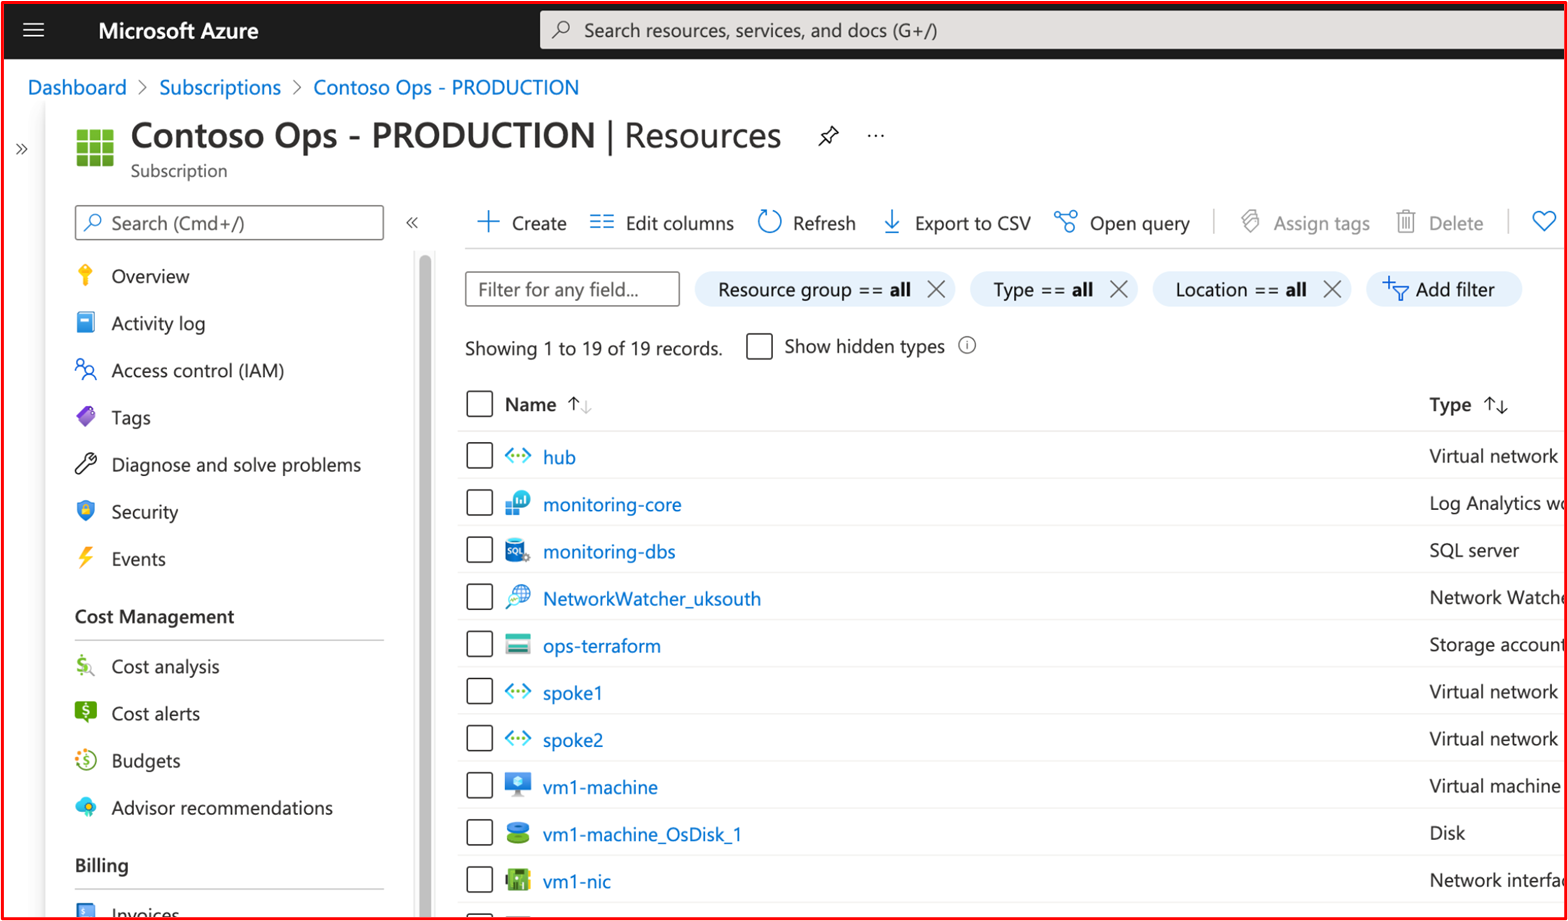 Microsoft Azure
Search resources, services, and docs (G+/)
Dashboard > Subscriptions > Contoso Ops - PRODUCTION
Contoso Ops - PRODUCTION | Resources
Subscription
Search (Cmd+/)
Create
Edit columns
Refresh
Export to CSV
Open query
Assign tags
Delete
Overview
Activity log
Access control (IAM)
Tags
Diagnose and solve problems
Security
Events
Cost Management
Cost analysis
Cost alerts
Budgets
Advisor recommendations
Billing
Invoices
Filter for any field...
Resource group == all
Type == all
Location == all
Add filter
Showing 1 to 19 of 19 records.
Show hidden types
Name
Type
hub
Virtual network
monitoring-core
Log Analytics wo
monitoring-dbs
SQL server
NetworkWatcher_uksouth
Network Watche
ops-terraform
Storage account
spoke1
Virtual network
spoke2
Virtual network
vm1-machine
Virtual machine
vm1-machine_OsDisk_1
Disk
vm1-nic
Network interfac